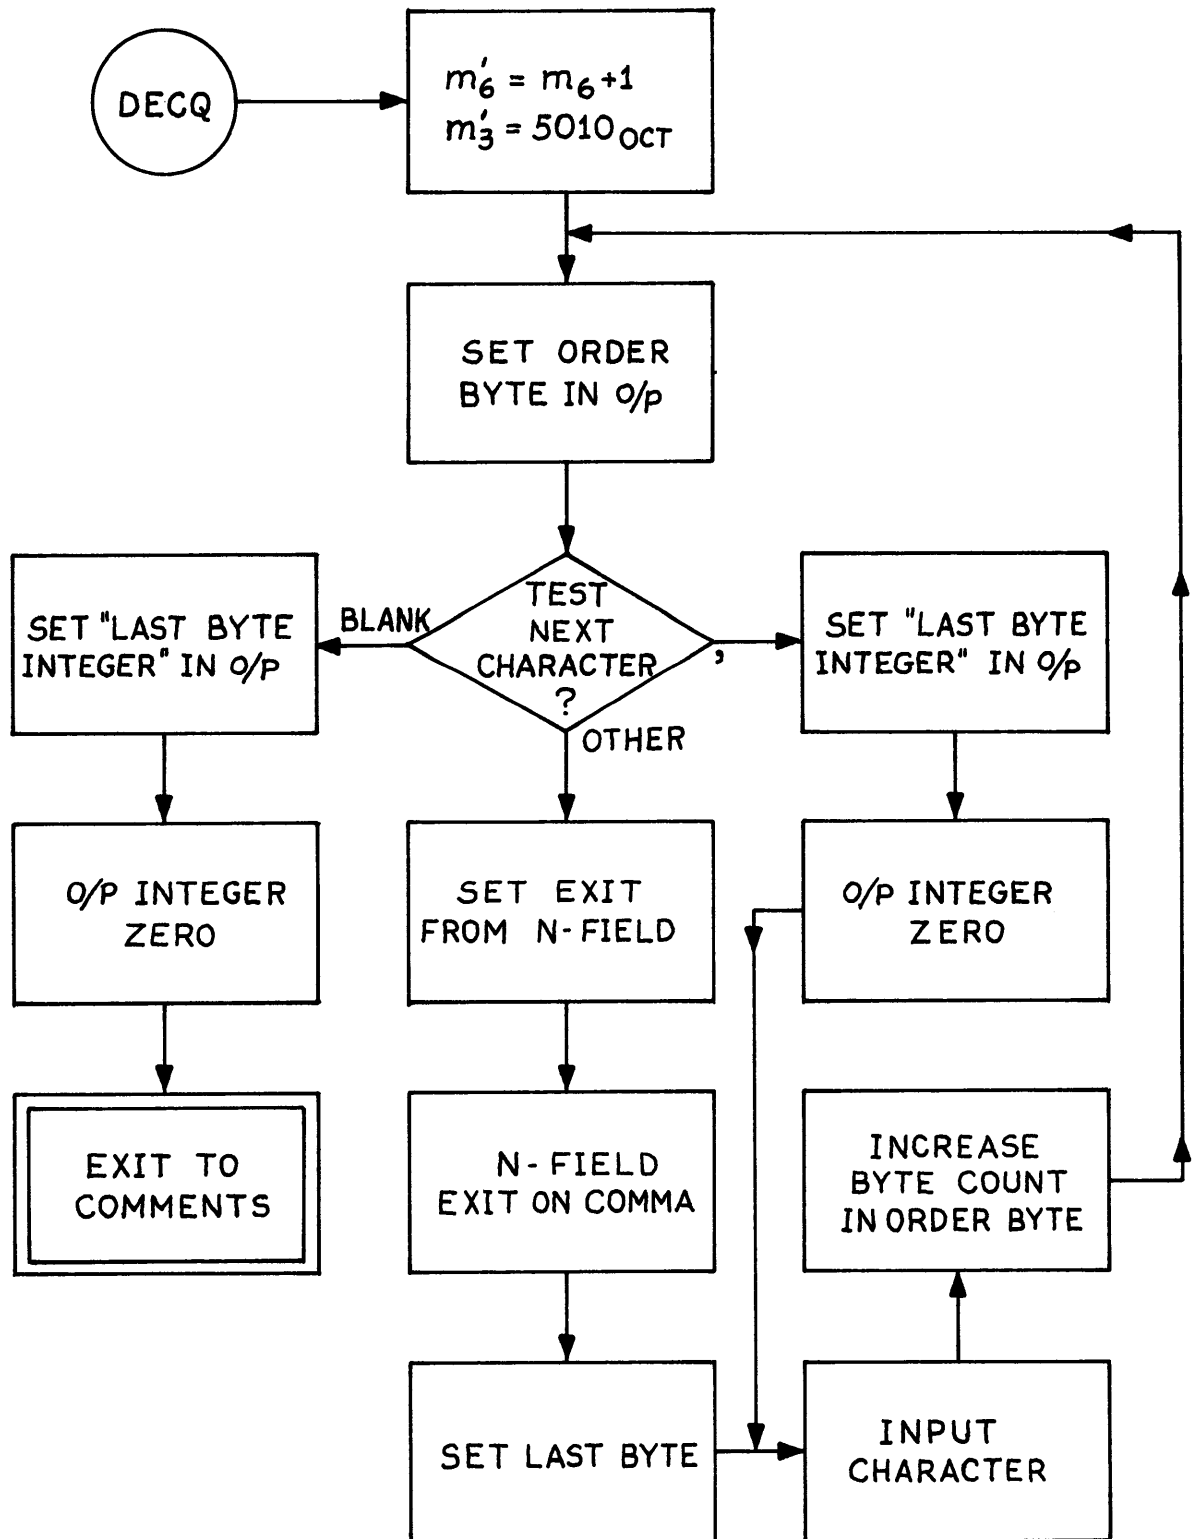 DECQ
m'6 = m6 +1
m'3 = 5010 OCT
SET ORDER
BYTE IN O/P
TEST
NEXT
CHARACTER
?
BLANK
,
OTHER
SET "LAST BYTE
INTEGER" IN O/P
SET "LAST BYTE
INTEGER" IN O/P
O/P INTEGER
ZERO
SET EXIT
FROM N-FIELD
O/P INTEGER
ZERO
EXIT TO
COMMENTS
N-FIELD
EXIT ON COMMA
INCREASE
BYTE COUNT
IN ORDER BYTE
SET LAST BYTE
INPUT
CHARACTER